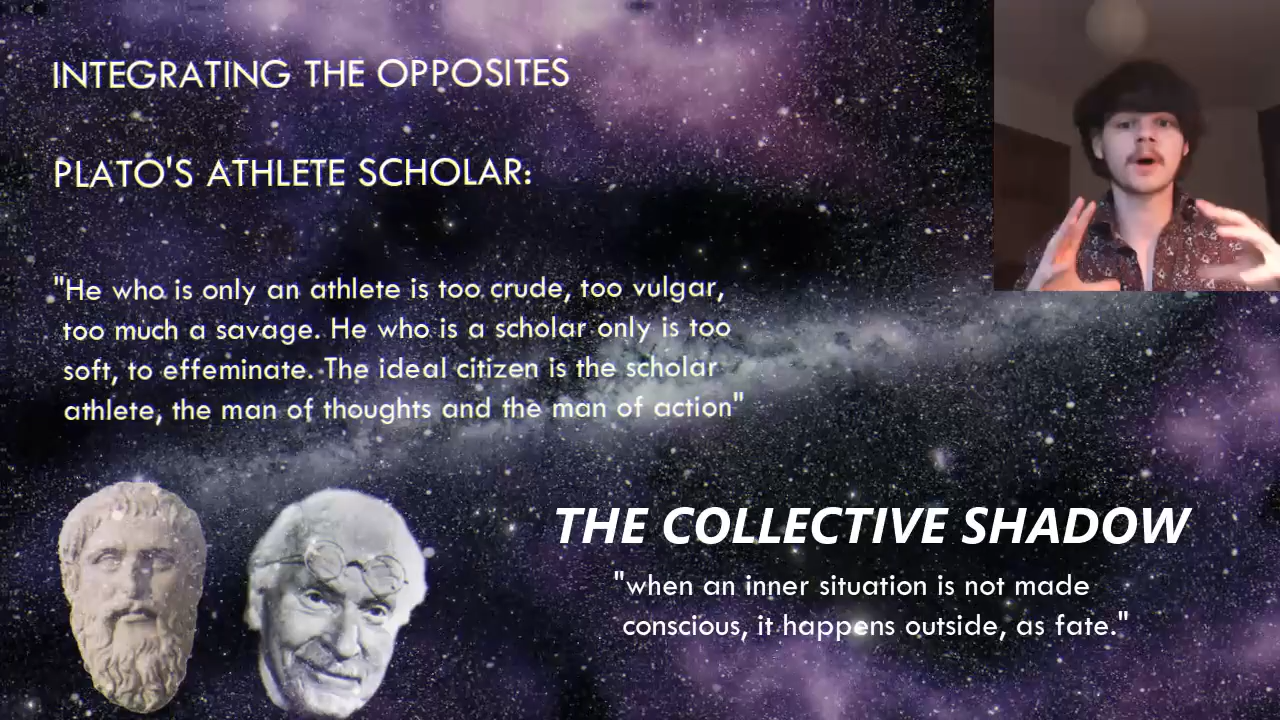 INTEGRATING THE OPPOSITES
PLATO'S ATHLETE SCHOLAR:
"He who is only an athlete is too crude, too vulgar,
too much a savage. He who is a scholar only is too
soft, to effeminate. The ideal citizen is the scholar
athlete, the man of thoughts and the man of action"
THE COLLECTIVE SHADOW
"when an inner situation is not made
conscious, it happens outside, as fate."